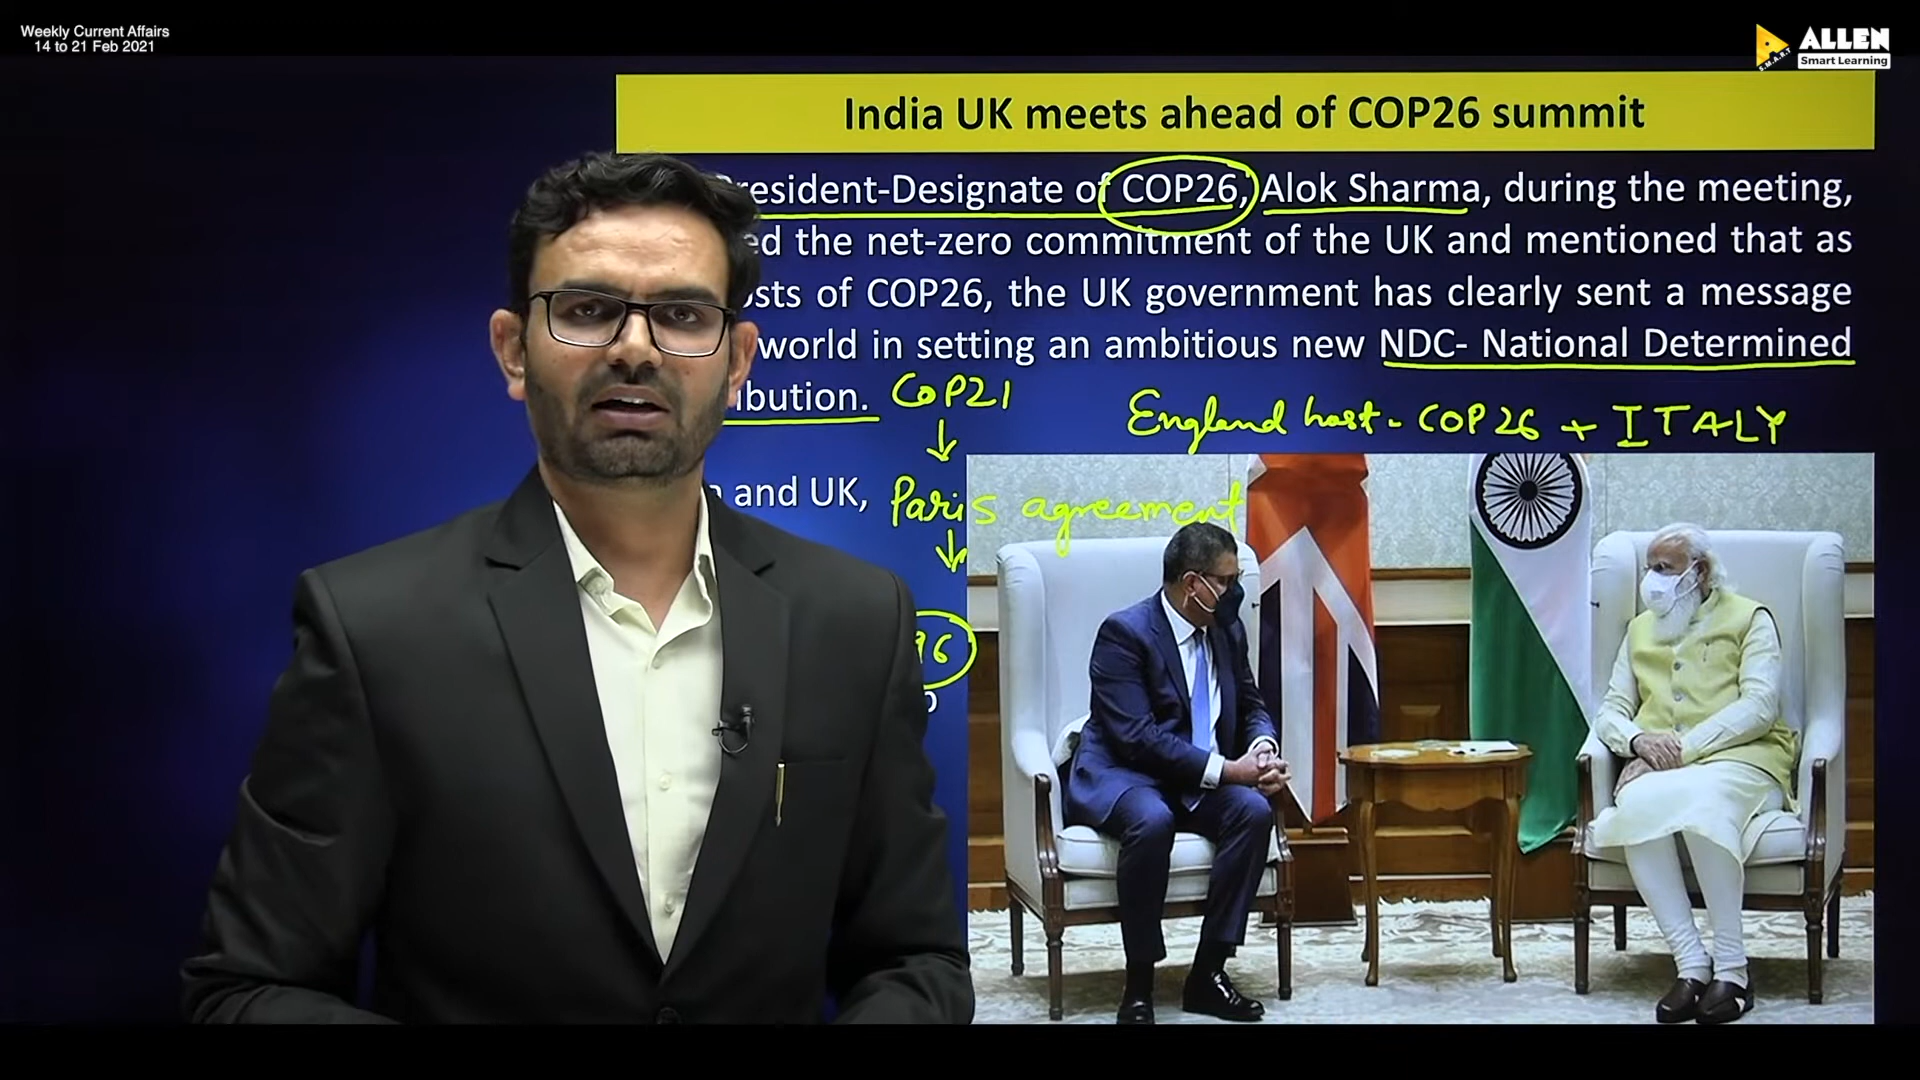 Weekly Current Affairs
14 to 21 Feb 2021
ALLEN
Smart Learning
S.M.A.R.T
India UK meets ahead of COP26 summit
resident-Designate of COP26, Alok Sharma, during the meeting,
ed the net-zero commitment of the UK and mentioned that as
sts of COP26, the UK government has clearly sent a message
world in setting an ambitious new NDC- National Determined
ibution. COP21
England host - COP26 + ITALY
and UK, Paris agreement